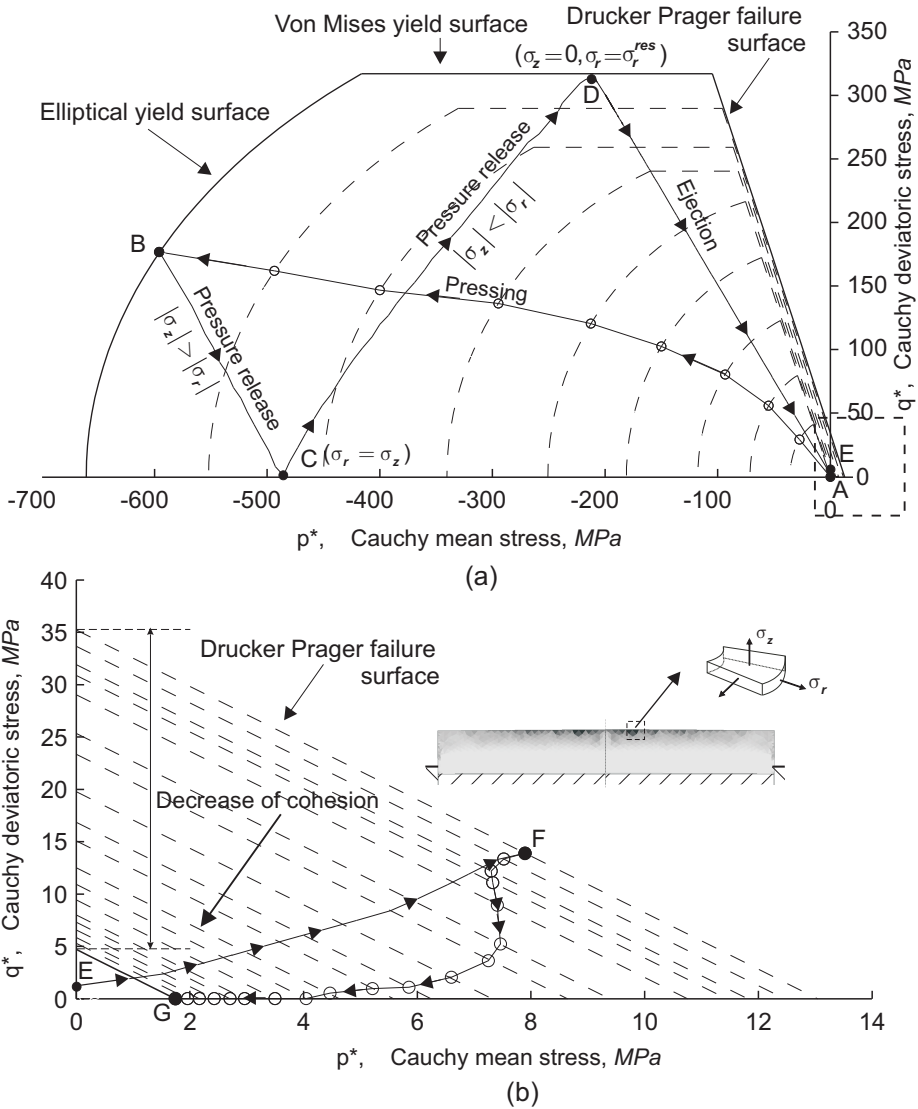 Von Mises yield surface
Drucker Prager failure
surface
(σz=0,σr=σr^res)
D
Elliptical yield surface
B
Pressing
Pressure release
|σz|>|σr|
Pressure release
|σz|<|σr|
Ejection
C (σr = σz)
E
A
350
300
250
200
150
100
50
0
q*, Cauchy deviatoric stress, MPa
-700 -600 -500 -400 -300 -200 -100 0
p*, Cauchy mean stress, MPa
(a)
40
35
30
25
20
15
10
5
0
q*, Cauchy deviatoric stress, MPa
Drucker Prager failure
surface
σz
σr
Decrease of cohesion
F
E
G
0 2 4 6 8 10 12 14
p*, Cauchy mean stress, MPa
(b)